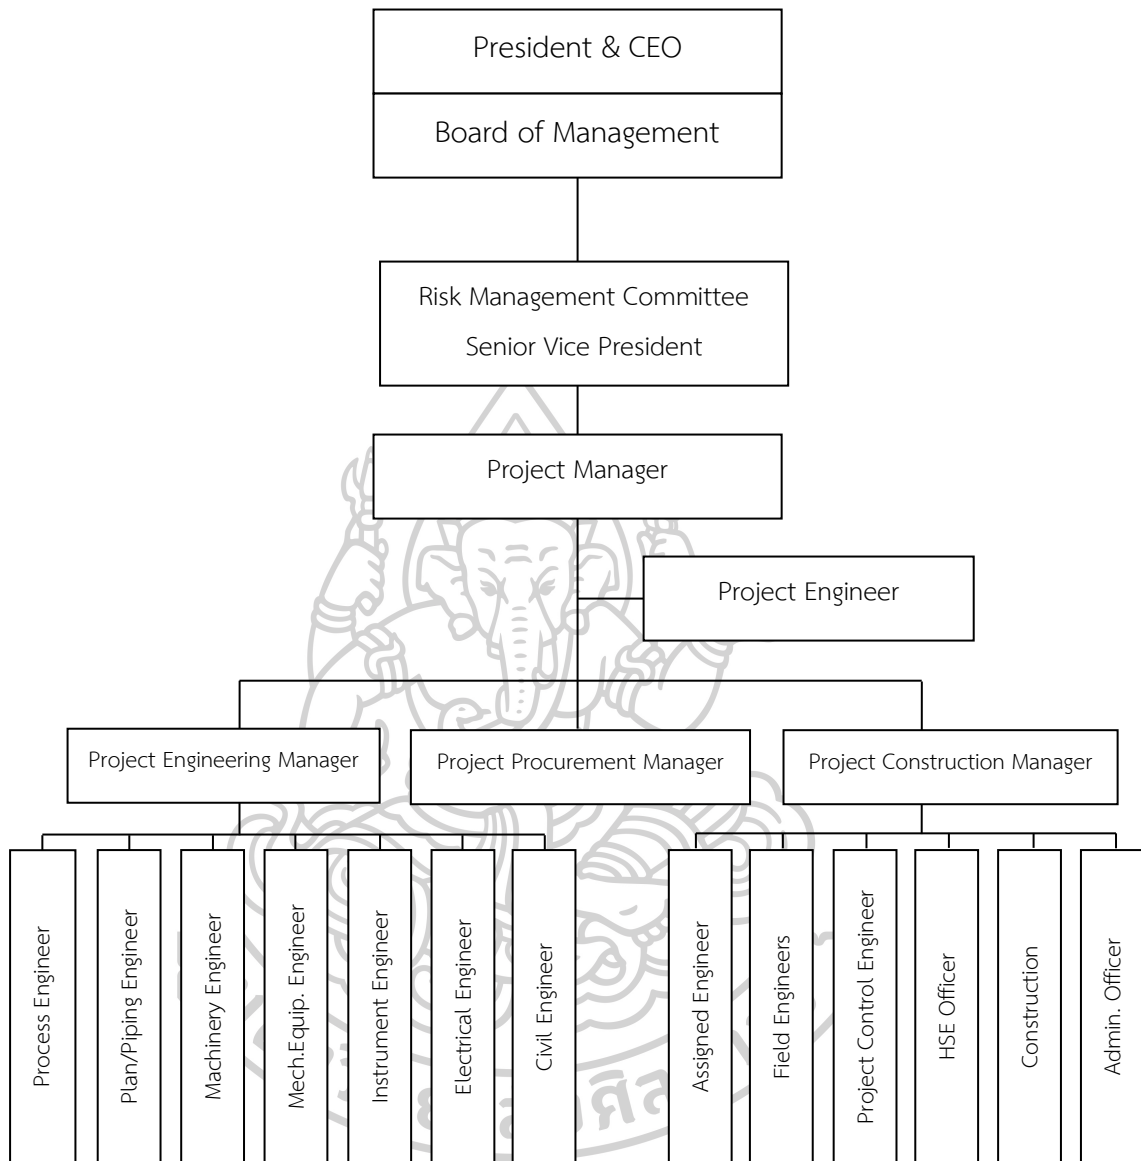 President & CEO
Board of Management
Risk Management Committee
Senior Vice President
Project Manager
Project Engineer
Project Engineering Manager
Project Procurement Manager
Project Construction Manager
Process Engineer
Plan/Piping Engineer
Machinery Engineer
Mech.Equip. Engineer
Instrument Engineer
Electrical Engineer
Civil Engineer
Assigned Engineer
Field Engineers
Project Control Engineer
HSE Officer
Construction
Admin. Officer